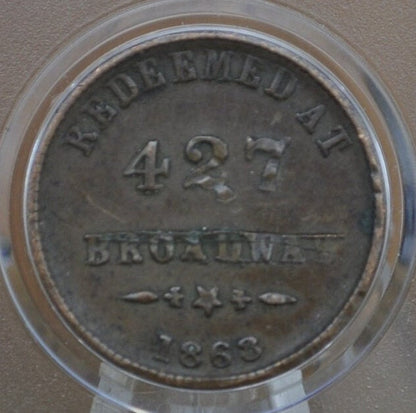 REDEEMED AT
427
BROADWAY
1863